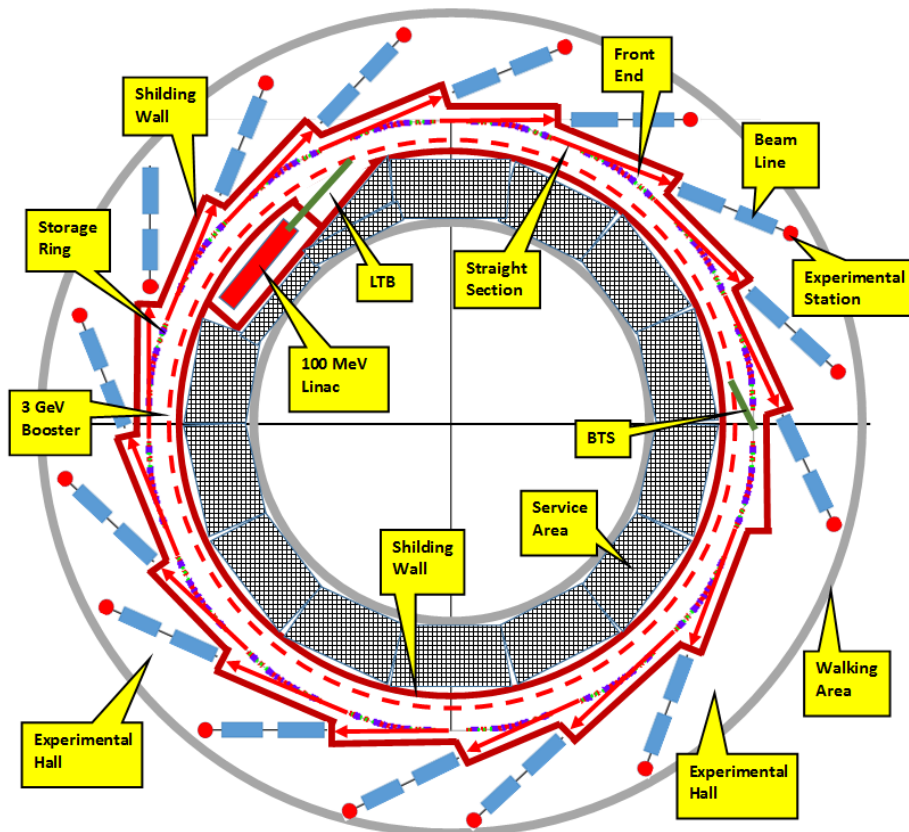 Front
End
Shilding
Wall
Beam
Line
Storage
Ring
LTB
Straight
Section
Experimental
Station
100 MeV
Linac
3 GeV
Booster
BTS
Service
Area
Shilding
Wall
Walking
Area
Experimental
Hall
Experimental
Hall